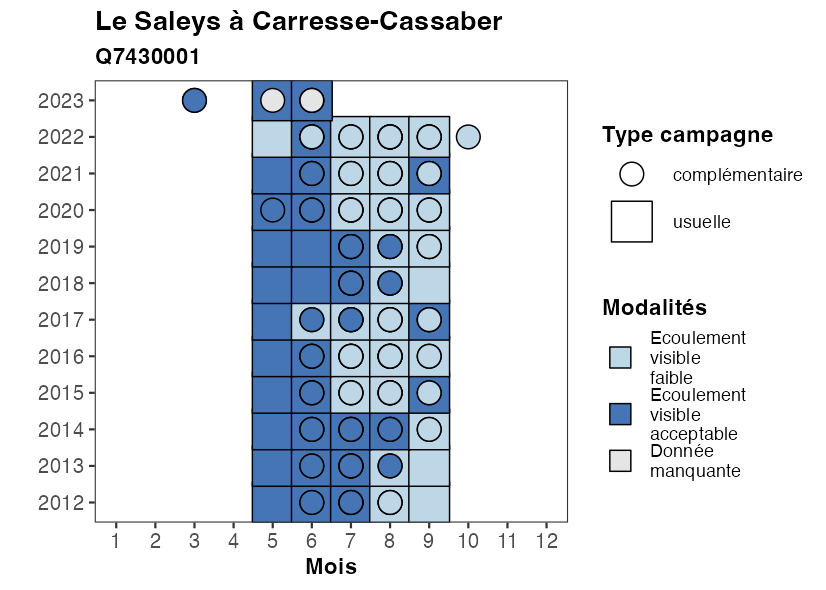 Le Saleys à Carresse-Cassaber
Q7430001
2023
2022
2021
2020
2019
2018
2017
2016
2015
2014
2013
2012
1 2 3 4 5 6 7 8 9 10 11 12
Mois
Type campagne
complémentaire
usuelle
Modalités
Ecoulement
visible
faible
Ecoulement
visible
acceptable
Donnée
manquante